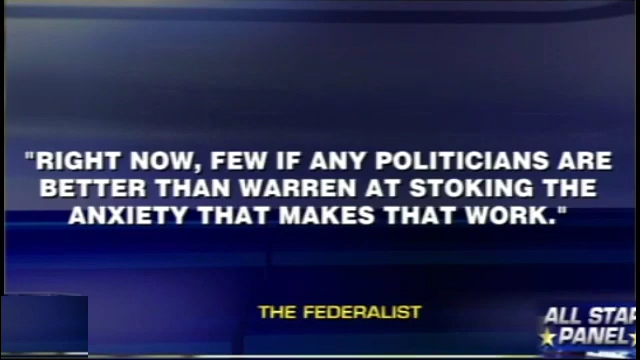 "RIGHT NOW, FEW IF ANY POLITICIANS ARE
BETTER THAN WARREN AT STOKING THE
ANXIETY THAT MAKES THAT WORK."
THE FEDERALIST
ALL STAR
PANEL